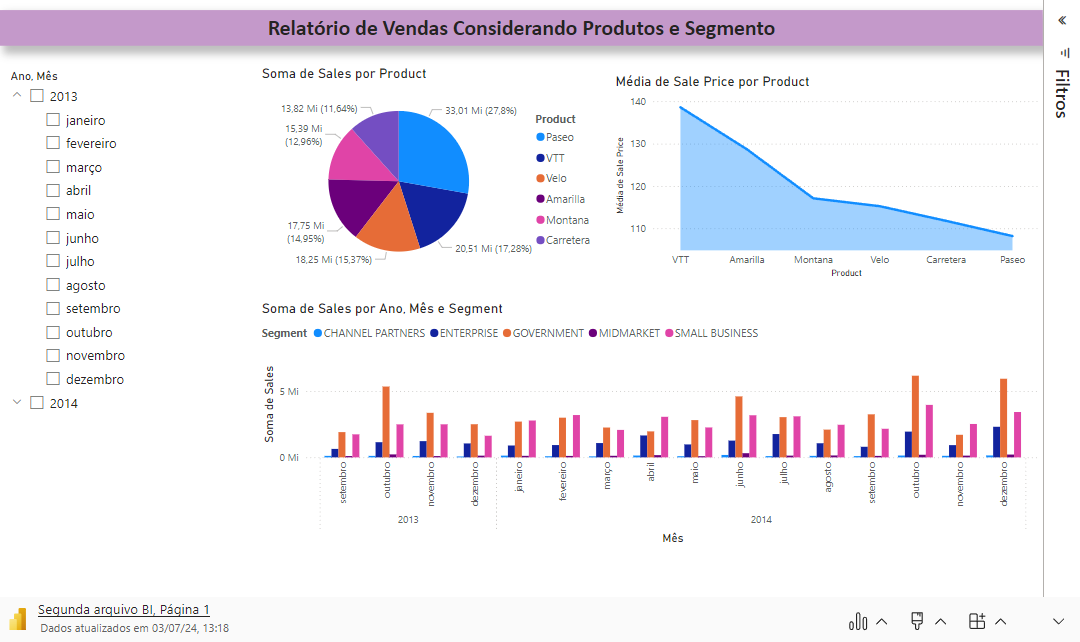 Relatório de Vendas Considerando Produtos e Segmento
Filtros
Ano, Mês
2013
janeiro
fevereiro
março
abril
maio
junho
julho
agosto
setembro
outubro
novembro
dezembro
2014
Soma de Sales por Product
13,82 Mi (11,64%)
33,01 Mi (27,8%)
15,39 Mi
(12,96%)
17,75 Mi
(14,95%)
18,25 Mi (15,37%)
20,51 Mi (17,28%)
Product
Paseo
VTT
Velo
Amarilla
Montana
Carretera
Média de Sale Price por Product
Média de Sale Price
140
130
120
110
VTT Amarilla Montana Velo Carretera Paseo
Product
Soma de Sales por Ano, Mês e Segment
Segment CHANNEL PARTNERS ENTERPRISE GOVERNMENT MIDMARKET SMALL BUSINESS
Soma de Sales
5 Mi
0 Mi
setembro outubro novembro dezembro janeiro fevereiro março abril maio junho julho agosto setembro outubro novembro dezembro
2013 2014
Mês
Segunda arquivo BI, Página 1
Dados atualizados em 03/07/24, 13:18